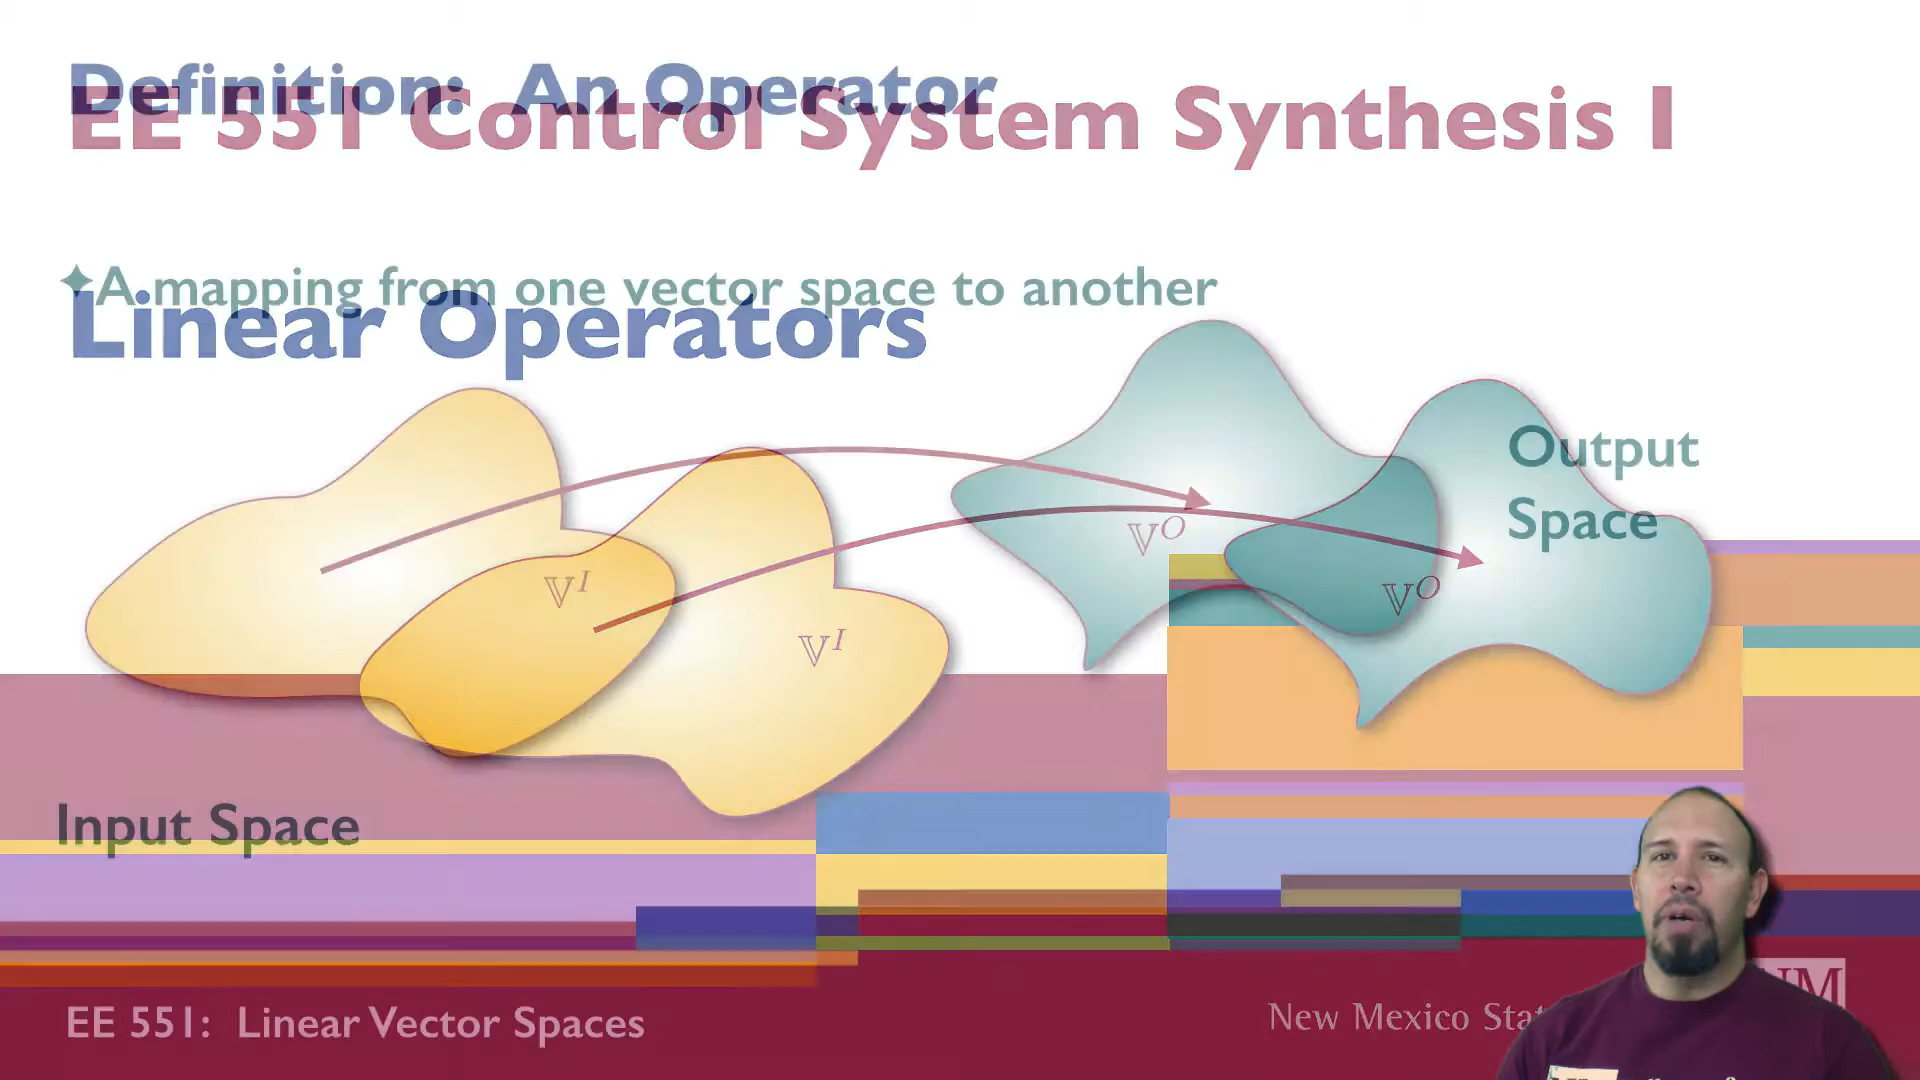 Definition: An Operator
EE 551 Control System Synthesis I
✦A mapping from one vector space to another
Linear Operators
Output
Space
𝕍^O
𝕍^O
𝕍^I
𝕍^I
Input Space
EE 551: Linear Vector Spaces
New Mexico
NM